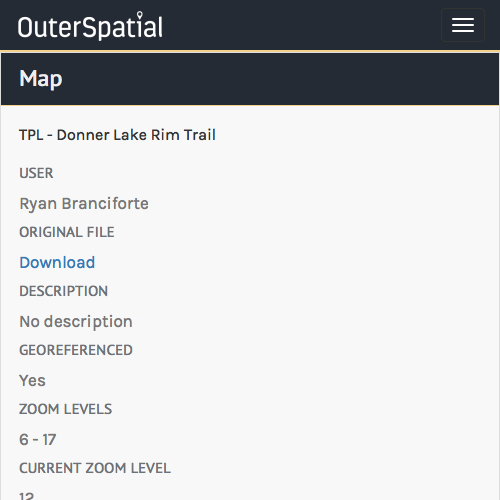 OuterSpatial
Map
TPL - Donner Lake Rim Trail
USER
Ryan Branciforte
ORIGINAL FILE
Download
DESCRIPTION
No description
GEOREFERENCED
Yes
ZOOM LEVELS
6 - 17
CURRENT ZOOM LEVEL
12